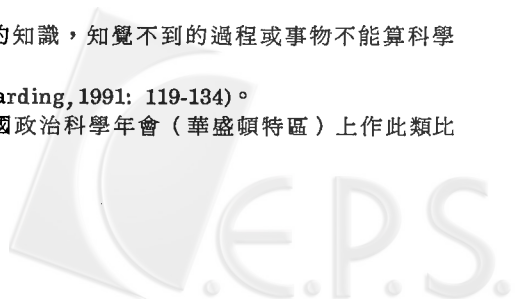 的知識，知覺不到的過程或事物不能算科學
arding, 1991: 119-134)。
國政治科學年會（華盛頓特區）上作此類比
C.E.P.S.